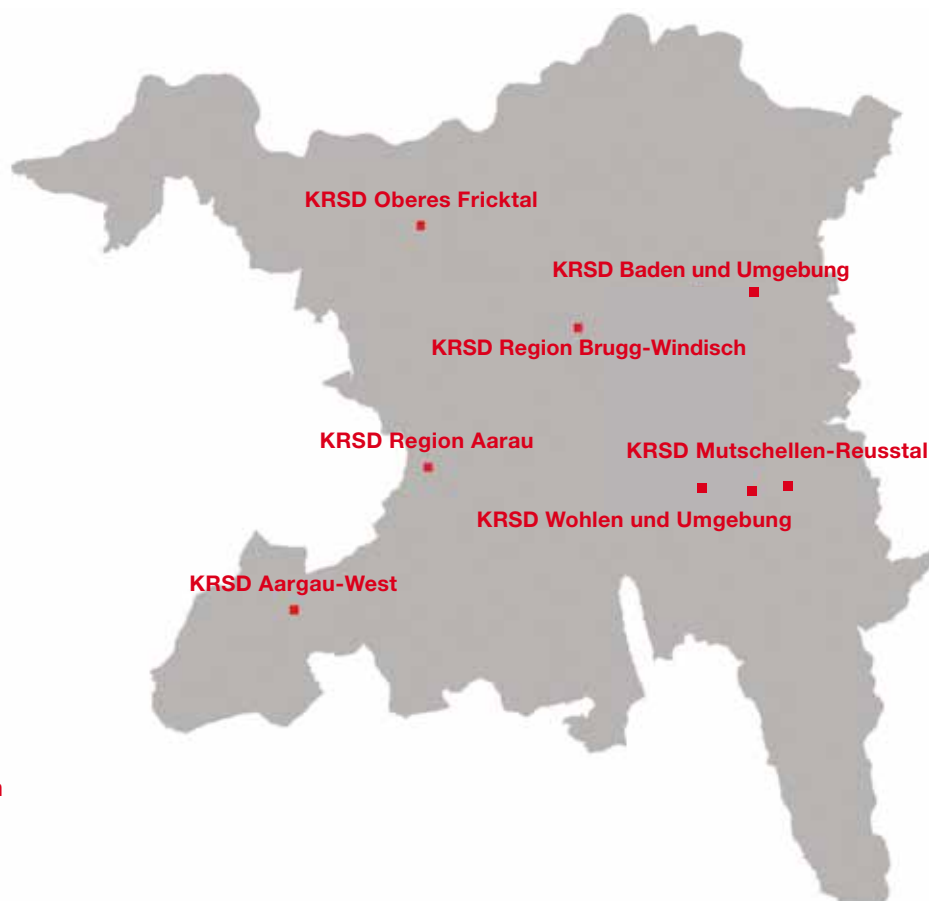 KRSD Oberes Fricktal
KRSD Baden und Umgebung
KRSD Region Brugg-Windisch
KRSD Region Aarau
KRSD Mutschellen-Reusstal
KRSD Wohlen und Umgebung
KRSD Aargau-West